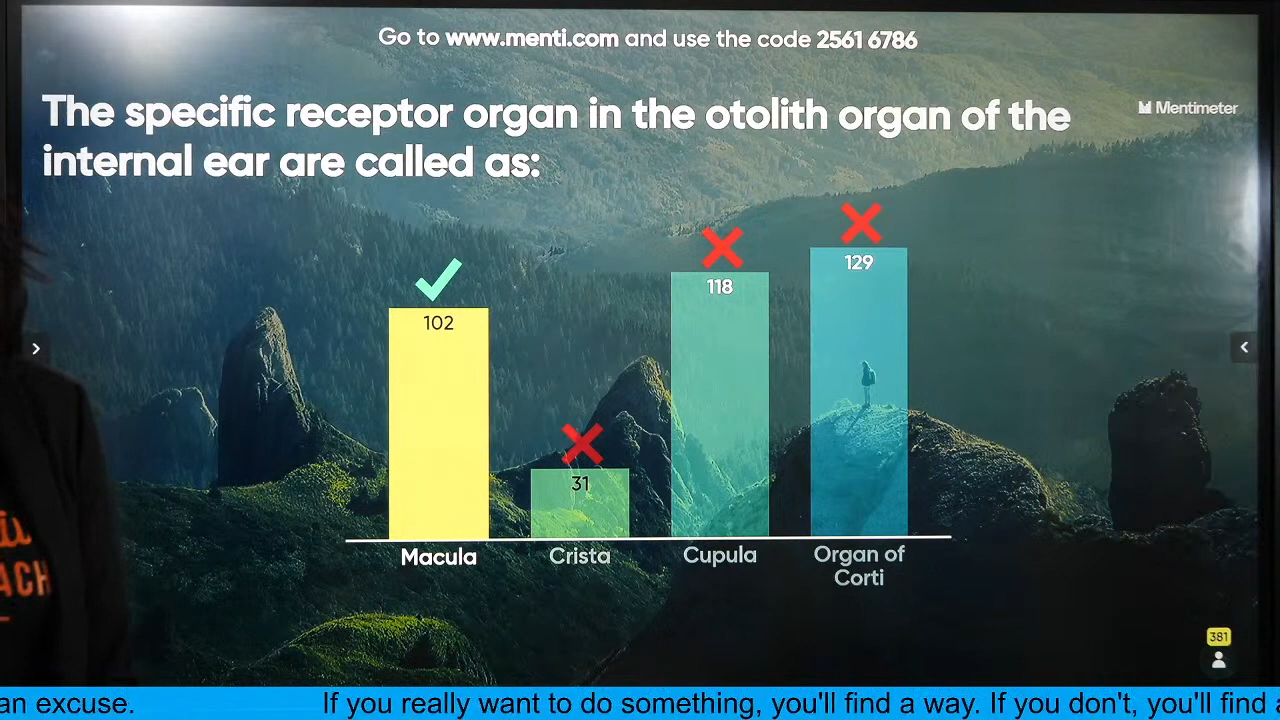 Go to www.menti.com and use the code 2561 6786
The specific receptor organ in the otolith organ of the
internal ear are called as:
Mentimeter
102
31
118
129
Macula
Crista
Cupula
Organ of
Corti
381
ACH
an excuse.
If you really want to do something, you'll find a way. If you don't, you'll find a